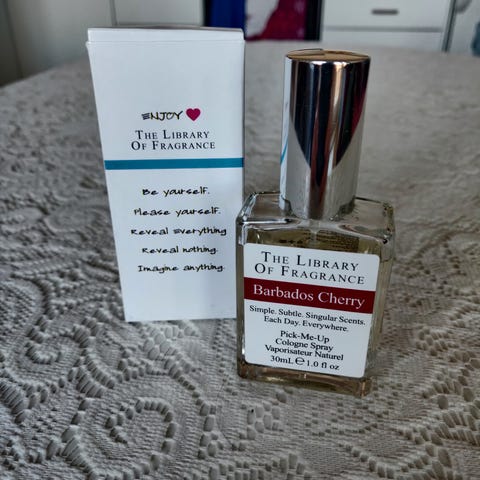 ENJOY
THE LIBRARY
OF FRAGRANCE
Be yourself.
Please yourself.
Reveal Everything
Reveal nothing.
Imagine anything.
THE LIBRARY
OF FRAGRANCE
Barbados Cherry
Simple. Subtle. Singular Scents.
Each Day. Everywhere.
Pick-Me-Up
Cologne Spray
Vaporisateur Naturel
30mL℮1.0 fl oz